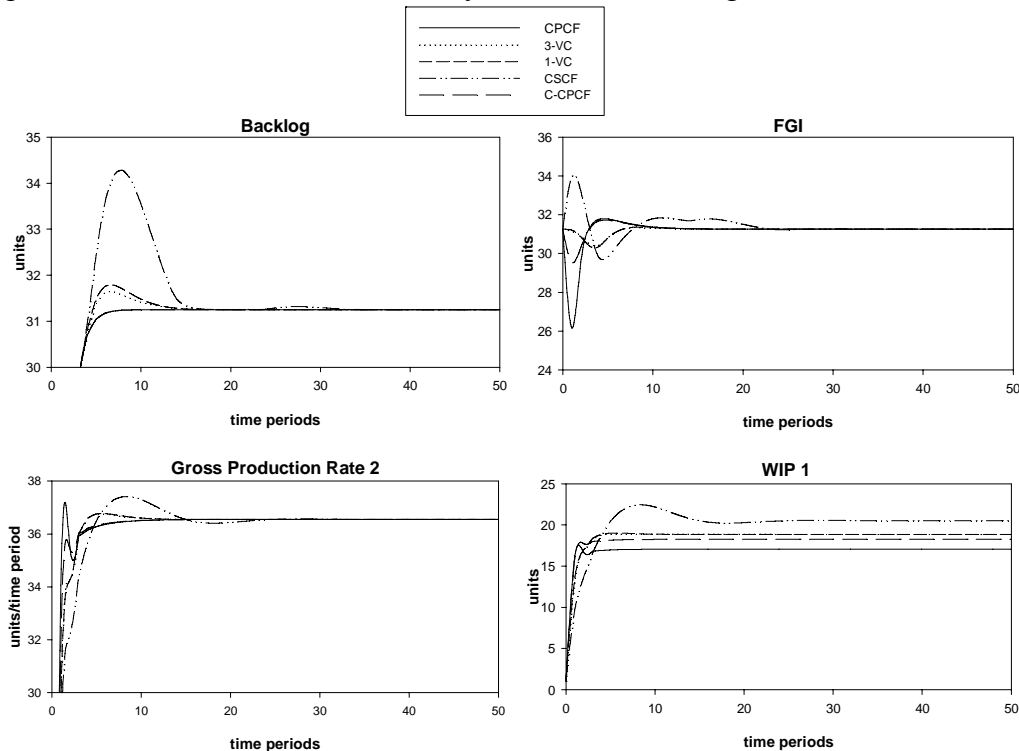 CPCF
3-VC
1-VC
CSCF
C-CPCF
Backlog
35
34
33
32
31
30
units
0 10 20 30 40 50
time periods
FGI
36
34
32
30
28
26
24
units
0 10 20 30 40 50
time periods
Gross Production Rate 2
38
36
34
32
30
units/time period
0 10 20 30 40 50
time periods
WIP 1
25
20
15
10
5
0
units
0 10 20 30 40 50
time periods